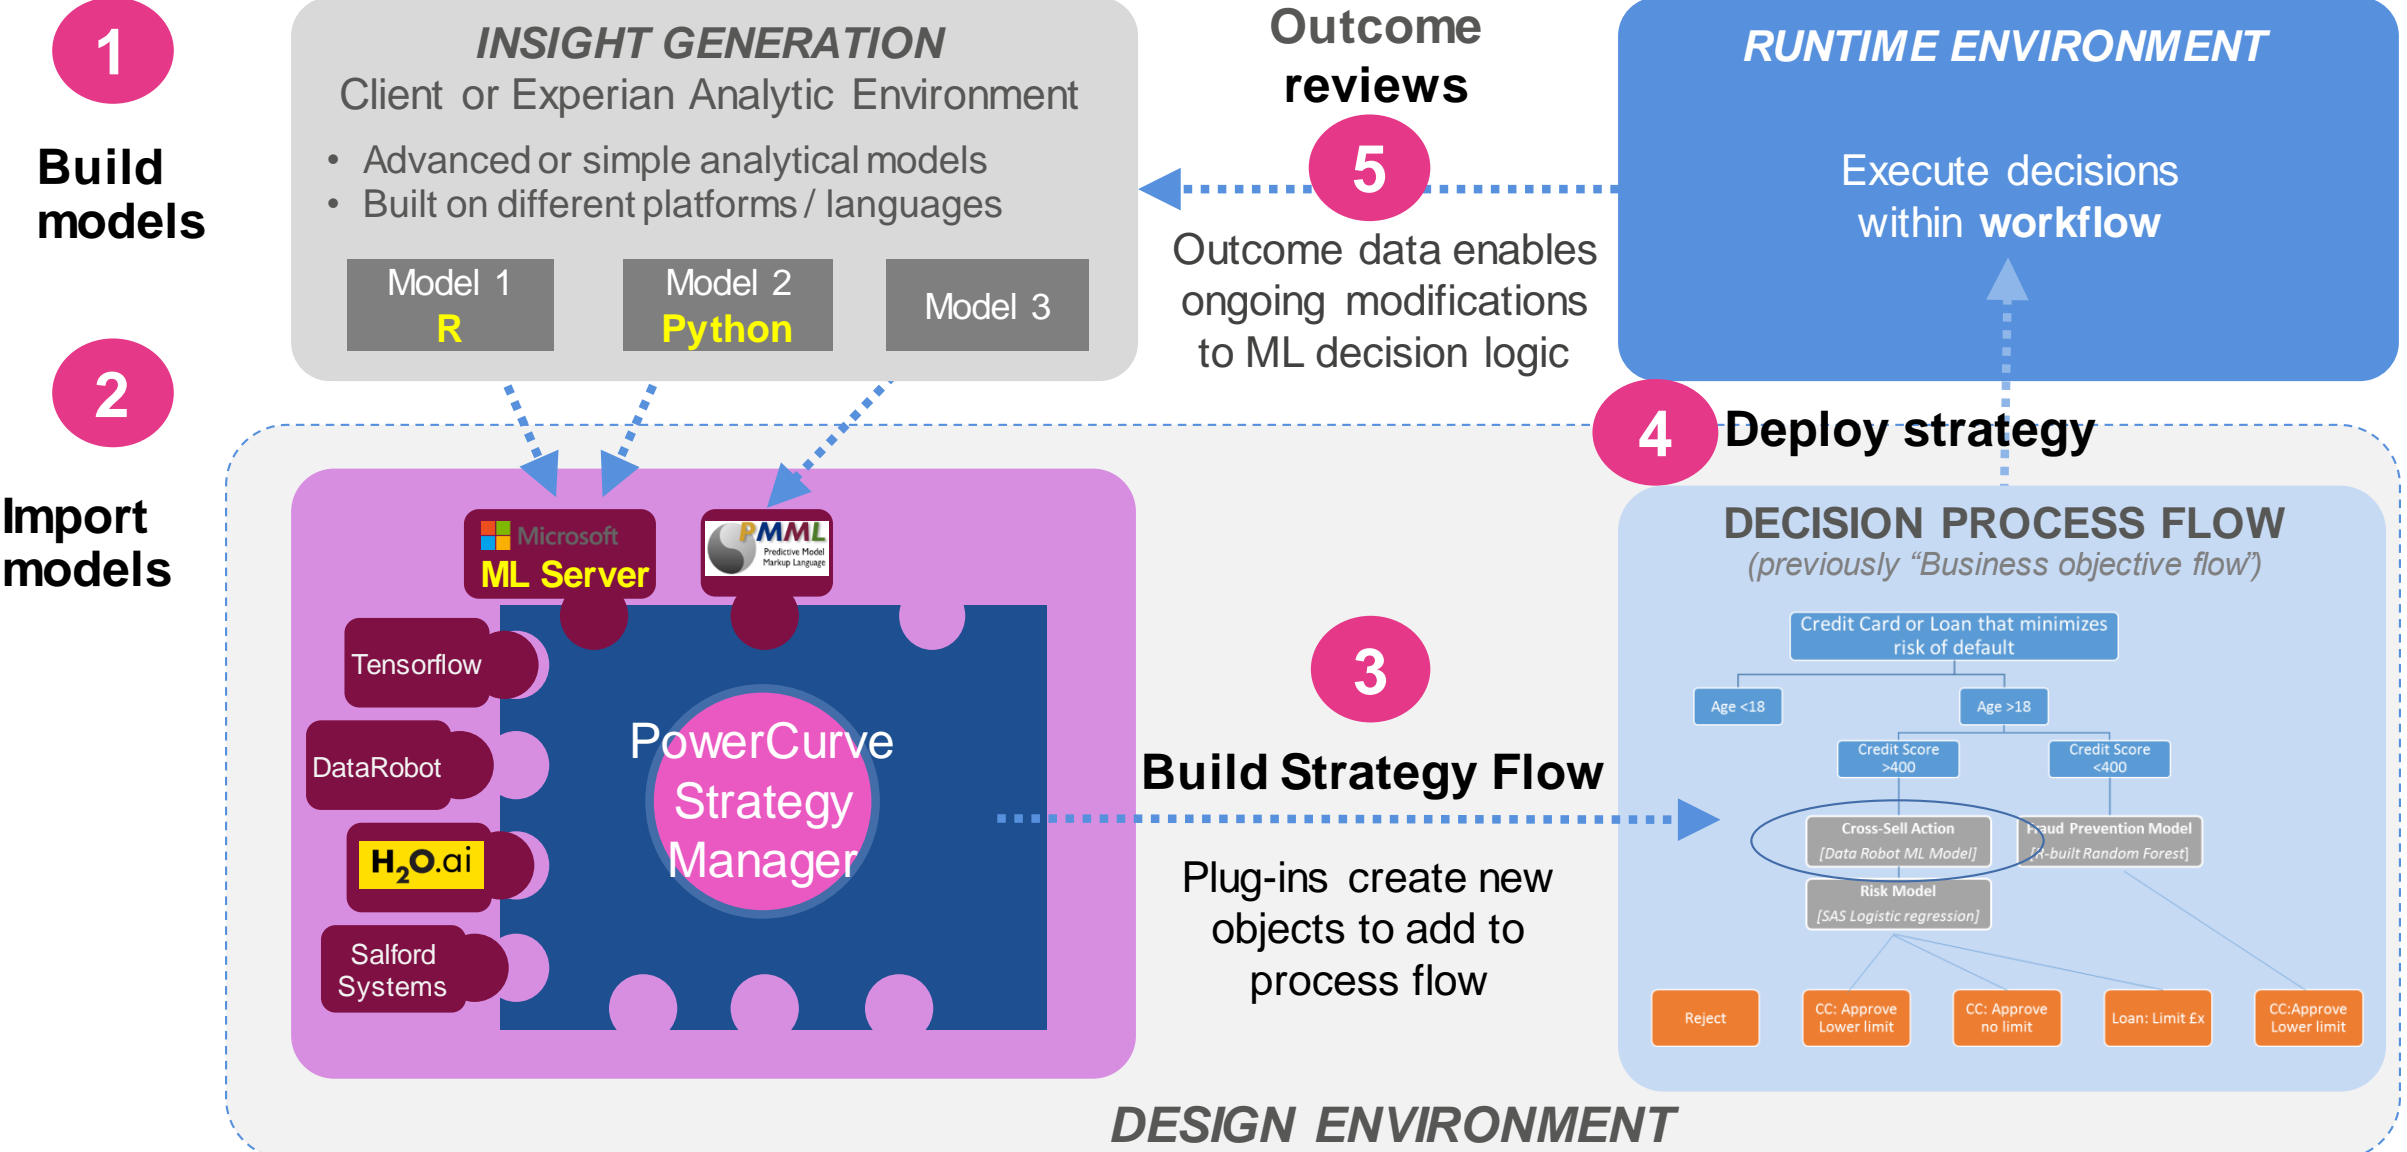 1
Build
models
2
Import
models
INSIGHT GENERATION
Client or Experian Analytic Environment
• Advanced or simple analytical models
• Built on different platforms / languages
Model 1
R
Model 2
Python
Model 3
Outcome
reviews
5
Outcome data enables
ongoing modifications
to ML decision logic
RUNTIME ENVIRONMENT
Execute decisions
within workflow
4
Deploy strategy
Microsoft
ML Server
PMML
Predictive Model
Markup Language
Tensorflow
DataRobot
H2O.ai
Salford
Systems
PowerCurve
Strategy
Manager
3
Build Strategy Flow
Plug-ins create new
objects to add to
process flow
DECISION PROCESS FLOW
(previously “Business objective flow”)
Credit Card or Loan that minimizes
risk of default
Age <18
Age >18
Credit Score
>400
Credit Score
<400
Cross-Sell Action
[Data Robot ML Model]
Fraud Prevention Model
[R-built Random Forest]
Risk Model
[SAS Logistic regression]
Reject
CC: Approve
Lower limit
CC: Approve
no limit
Loan: Limit £x
CC:Approve
Lower limit
DESIGN ENVIRONMENT